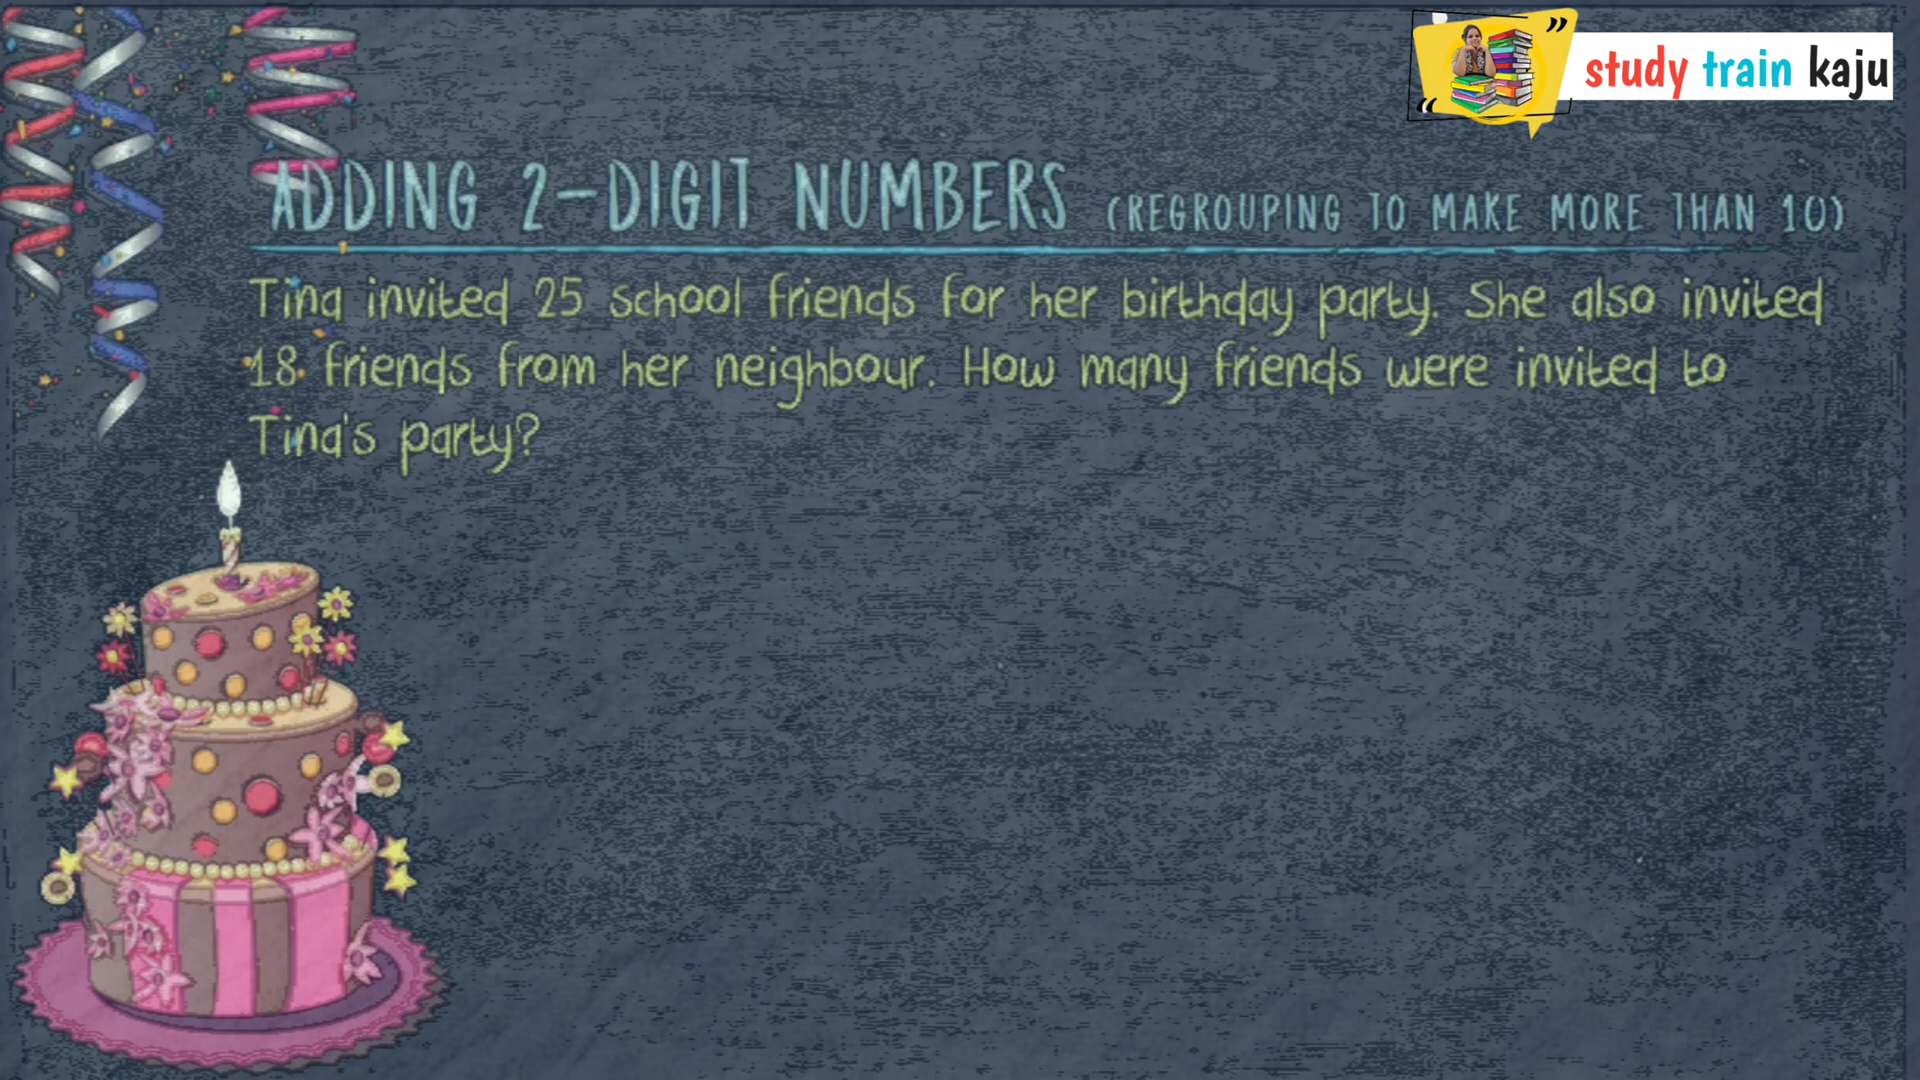 study train kaju
ADDING 2-DIGIT NUMBERS (REGROUPING TO MAKE MORE THAN 10)
Tina invited 25 school friends for her birthday party. She also invited
18 friends from her neighbour. How many friends were invited to
Tina's party?